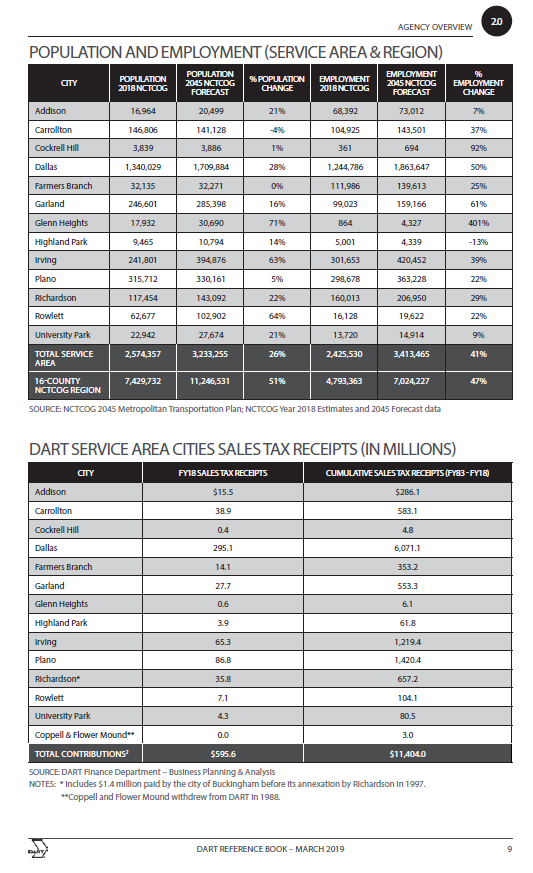 AGENCY OVERVIEW 2.0
POPULATION AND EMPLOYMENT (SERVICE AREA & REGION)
CITY POPULATION 2018 NCTCOG POPULATION 2045 NCTCOG FORECAST % POPULATION CHANGE EMPLOYMENT 2018 NCTCOG EMPLOYMENT 2045 NCTCOG FORECAST % EMPLOYMENT CHANGE
Addison 16,964 20,499 21% 68,392 73,012 7%
Carrollton 146,806 141,128 -4% 104,925 143,501 37%
Cockrell Hill 3,839 3,886 1% 361 694 92%
Dallas 1,340,029 1,709,884 28% 1,244,786 1,863,647 50%
Farmers Branch 32,135 32,271 0% 111,986 139,613 25%
Garland 246,601 285,398 16% 99,023 159,166 61%
Glenn Heights 17,932 30,690 71% 864 4,327 401%
Highland Park 9,465 10,794 14% 5,001 4,339 -13%
Irving 241,801 394,876 63% 301,653 420,452 39%
Plano 315,712 330,161 5% 298,678 363,228 22%
Richardson 117,454 143,092 22% 160,013 206,950 29%
Rowlett 62,677 102,902 64% 16,128 19,622 22%
University Park 22,942 27,674 21% 13,720 14,914 9%
TOTAL SERVICE AREA 2,574,357 3,233,255 26% 2,425,530 3,413,465 41%
16-COUNTY NCTCOG REGION 7,429,732 11,246,531 51% 4,793,363 7,024,227 47%
SOURCE: NCTCOG 2045 Metropolitan Transportation Plan; NCTCOG Year 2018 Estimates and 2045 Forecast data
DART SERVICE AREA CITIES SALES TAX RECEIPTS (IN MILLIONS)
CITY FY18 SALES TAX RECEIPTS CUMULATIVE SALES TAX RECEIPTS (FY83 - FY18)
Addison $15.5 $286.1
Carrollton 38.9 583.1
Cockrell Hill 0.4 4.8
Dallas 295.1 6,071.1
Farmers Branch 14.1 353.2
Garland 27.7 553.3
Glenn Heights 0.6 6.1
Highland Park 3.9 61.8
Irving 65.3 1,219.4
Plano 86.8 1,420.4
Richardson* 35.8 657.2
Rowlett 7.1 104.1
University Park 4.3 80.5
Coppell & Flower Mound** 0.0 3.0
TOTAL CONTRIBUTIONS² $595.6 $11,404.0
SOURCE: DART Finance Department – Business Planning & Analysis
NOTES: * Includes $1.4 million paid by the city of Buckingham before its annexation by Richardson in 1997.
**Coppell and Flower Mound withdrew from DART in 1988.
DART DART REFERENCE BOOK – MARCH 2019 9